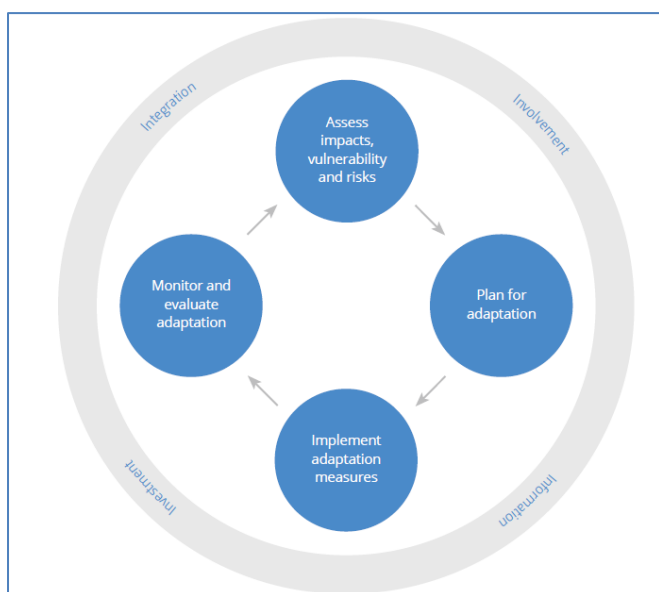 Integration
Involvement
Assess
impacts,
vulnerability
and risks
Monitor and
evaluate
adaptation
Plan for
adaptation
Implement
adaptation
measures
Investment
Information